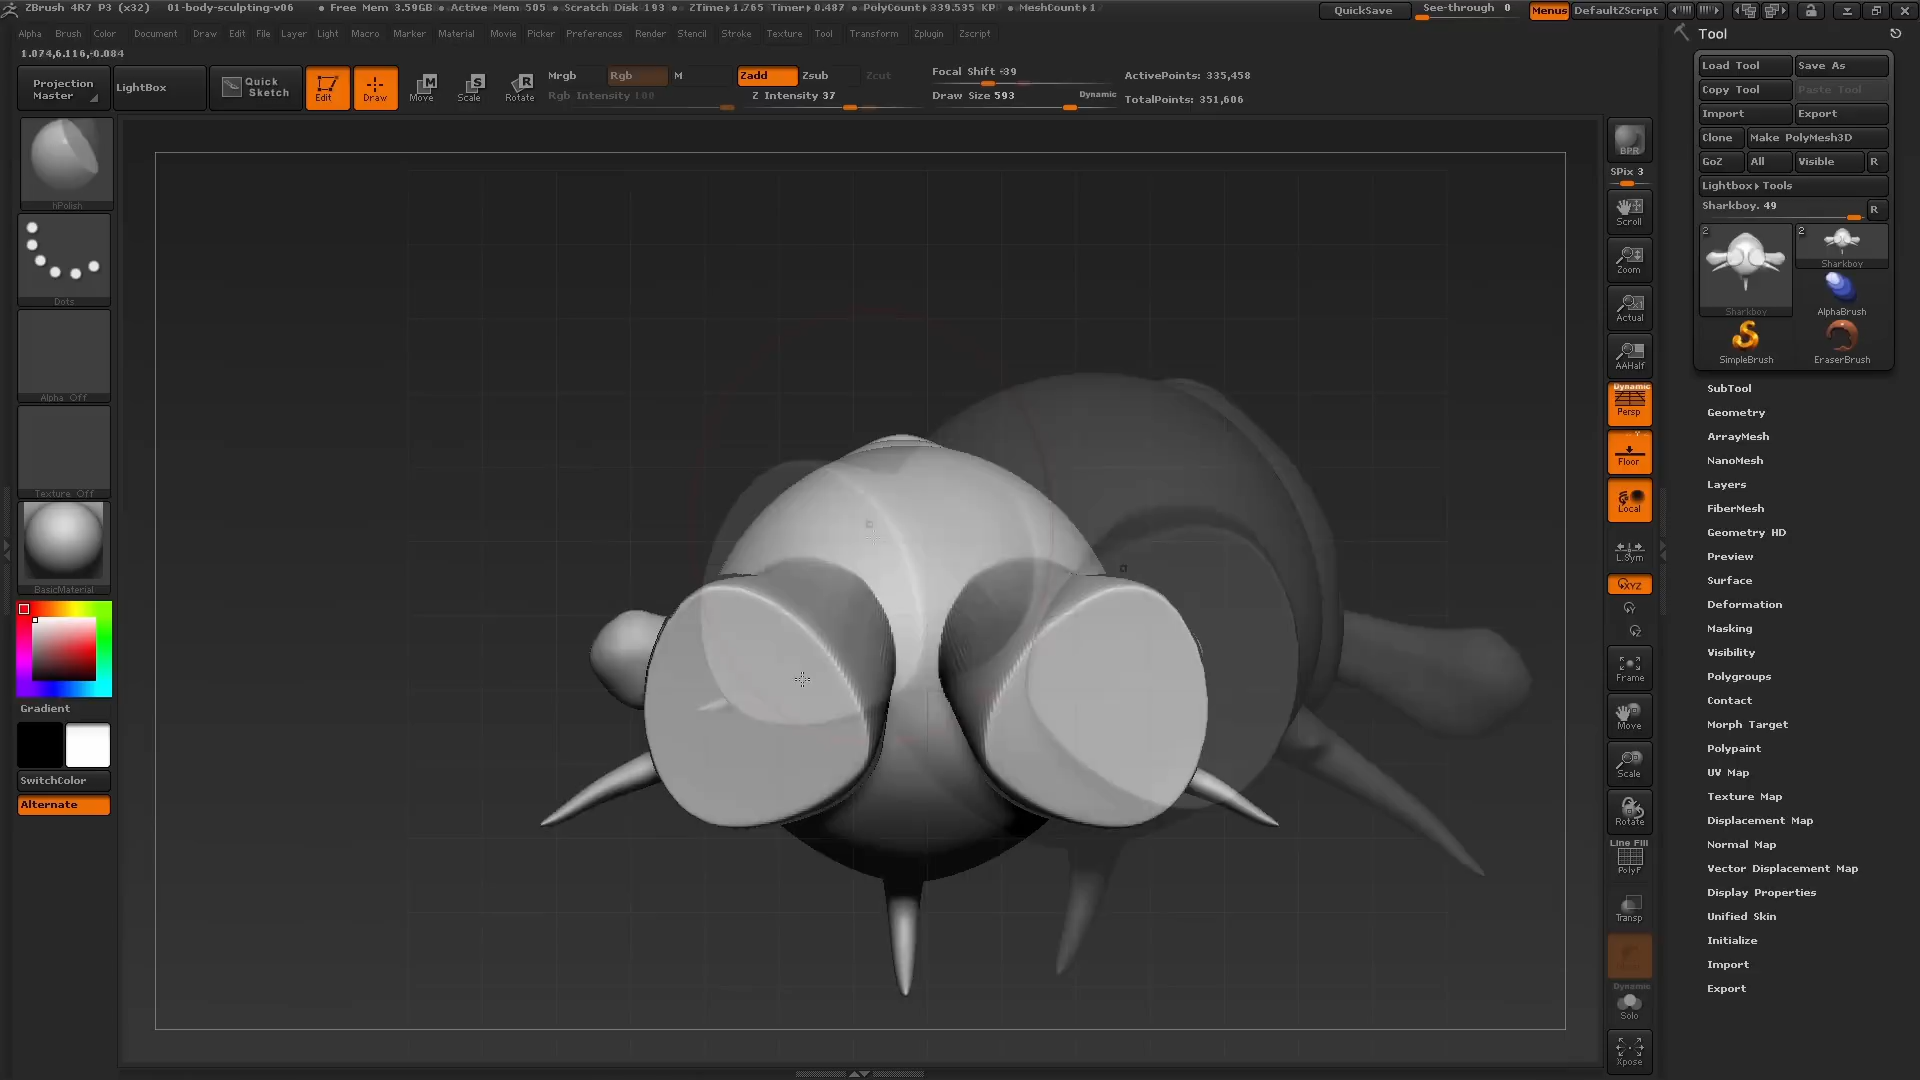 ZBrush 4R7 P3 (x32) 01-body-sculpting-v06 • Free Mem 3.59GB • Active Mem 505 • Scratch Disk 193 • ZTime▸1.765 Timer▸0.487 • PolyCount▸339.535 KP • MeshCount▸1 QuickSave See-through 0 Menus DefaultZScript
Alpha Brush Color Document Draw Edit File Layer Light Macro Marker Material Movie Picker Preferences Render Stencil Stroke Texture Tool Transform Zplugin Zscript
1.074,6.116,-0.084
Projection Master
LightBox
Quick Sketch
Edit
Draw
Move
Scale
Rotate
Mrgb Rgb M
Rgb Intensity 100
Zadd Zsub Zcut
Z Intensity 37
Focal Shift -39
Draw Size 593
Dynamic
ActivePoints: 335,458
TotalPoints: 351,606
hPolish
Dots
Alpha Off
Texture Off
BasicMaterial
Gradient
SwitchColor
Alternate
BPR
SPix 3
Scroll
Zoom
Actual
AAHalf
Dynamic
Persp
Floor
Local
L.Sym
XYZ
Frame
Move
Scale
Rotate
Line Fill
PolyF
Transp
Dynamic
Solo
Xpose
Tool
Load Tool Save As
Copy Tool Paste Tool
Import Export
Clone Make PolyMesh3D
GoZ All Visible R
Lightbox▸Tools
Sharkboy. 49 R
2 2
Sharkboy
Sharkboy
AlphaBrush
SimpleBrush EraserBrush
SubTool
Geometry
ArrayMesh
NanoMesh
Layers
FiberMesh
Geometry HD
Preview
Surface
Deformation
Masking
Visibility
Polygroups
Contact
Morph Target
Polypaint
UV Map
Texture Map
Displacement Map
Normal Map
Vector Displacement Map
Display Properties
Unified Skin
Initialize
Import
Export